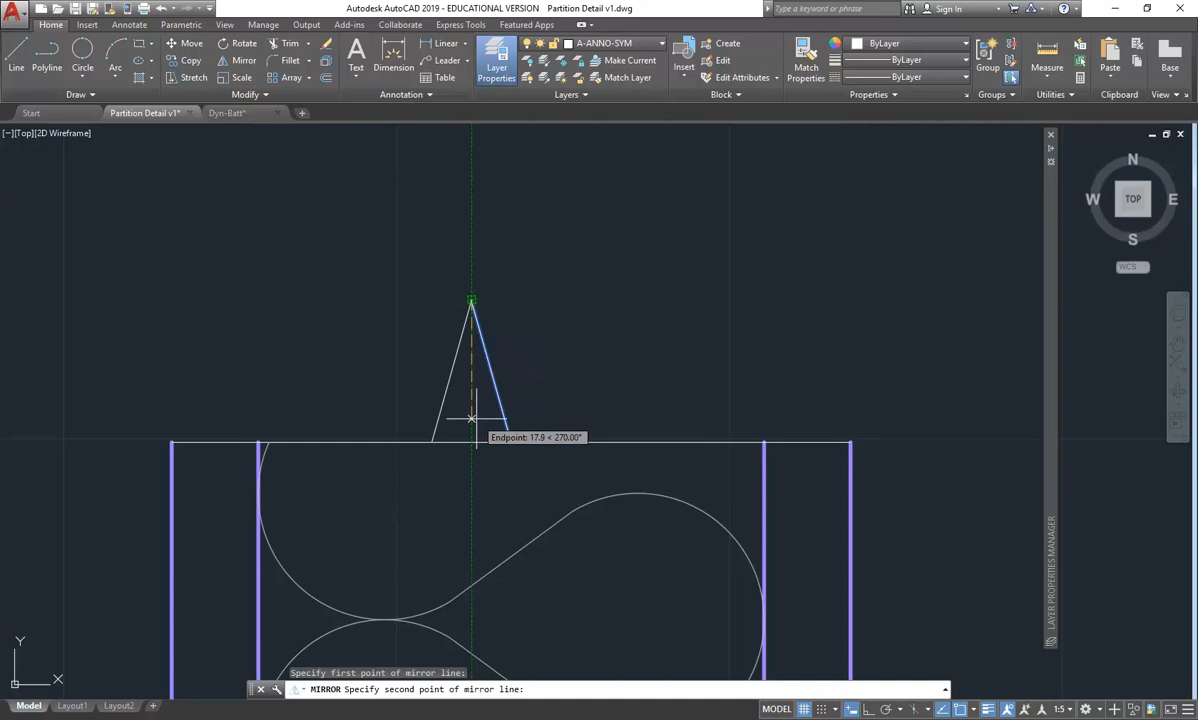 Autodesk AutoCAD 2019 - EDUCATIONAL VERSION Partition Detail v1.dwg
Type a keyword or phrase
Sign In
Home Insert Annotate Parametric View Manage Output Add-ins Collaborate Express Tools Featured Apps
Line Polyline Circle Arc
Move Rotate Trim
Copy Mirror Fillet
Stretch Scale Array
Text Dimension
Linear
Leader
Table
Layer Properties
A-ANNO-SYM
Make Current
Match Layer
Insert
Create
Edit
Edit Attributes
Match Properties
ByLayer
ByLayer
ByLayer
Group
Measure
Paste
Base
Draw Modify Annotation Layers Block Properties Groups Utilities Clipboard View
Start Partition Detail v1* Dyn-Batt*
[−][Top][2D Wireframe]
N
W TOP E
S
WCS
Endpoint: 17.9 < 270.00°
LAYER PROPERTIES MANAGER
Y
X
Specify first point of mirror line:
MIRROR Specify second point of mirror line:
Model Layout1 Layout2 +
MODEL
1:5